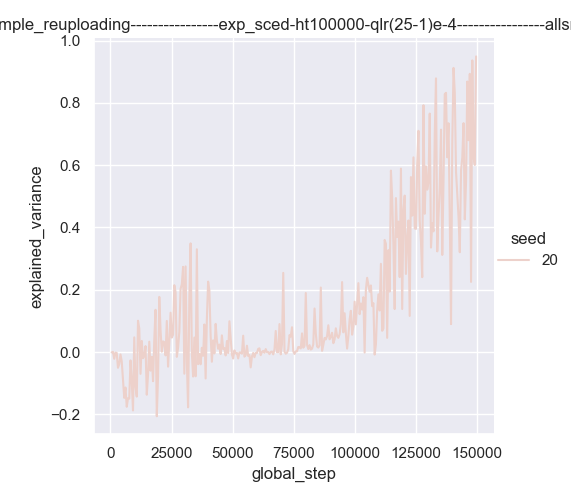 mple_reuploading----------------exp_sced-ht100000-qlr(25-1)e-4----------------alls
1.0
0.8
0.6
0.4
0.2
0.0
−0.2
explained_variance
0 25000 50000 75000 100000 125000 150000
global_step
seed
20